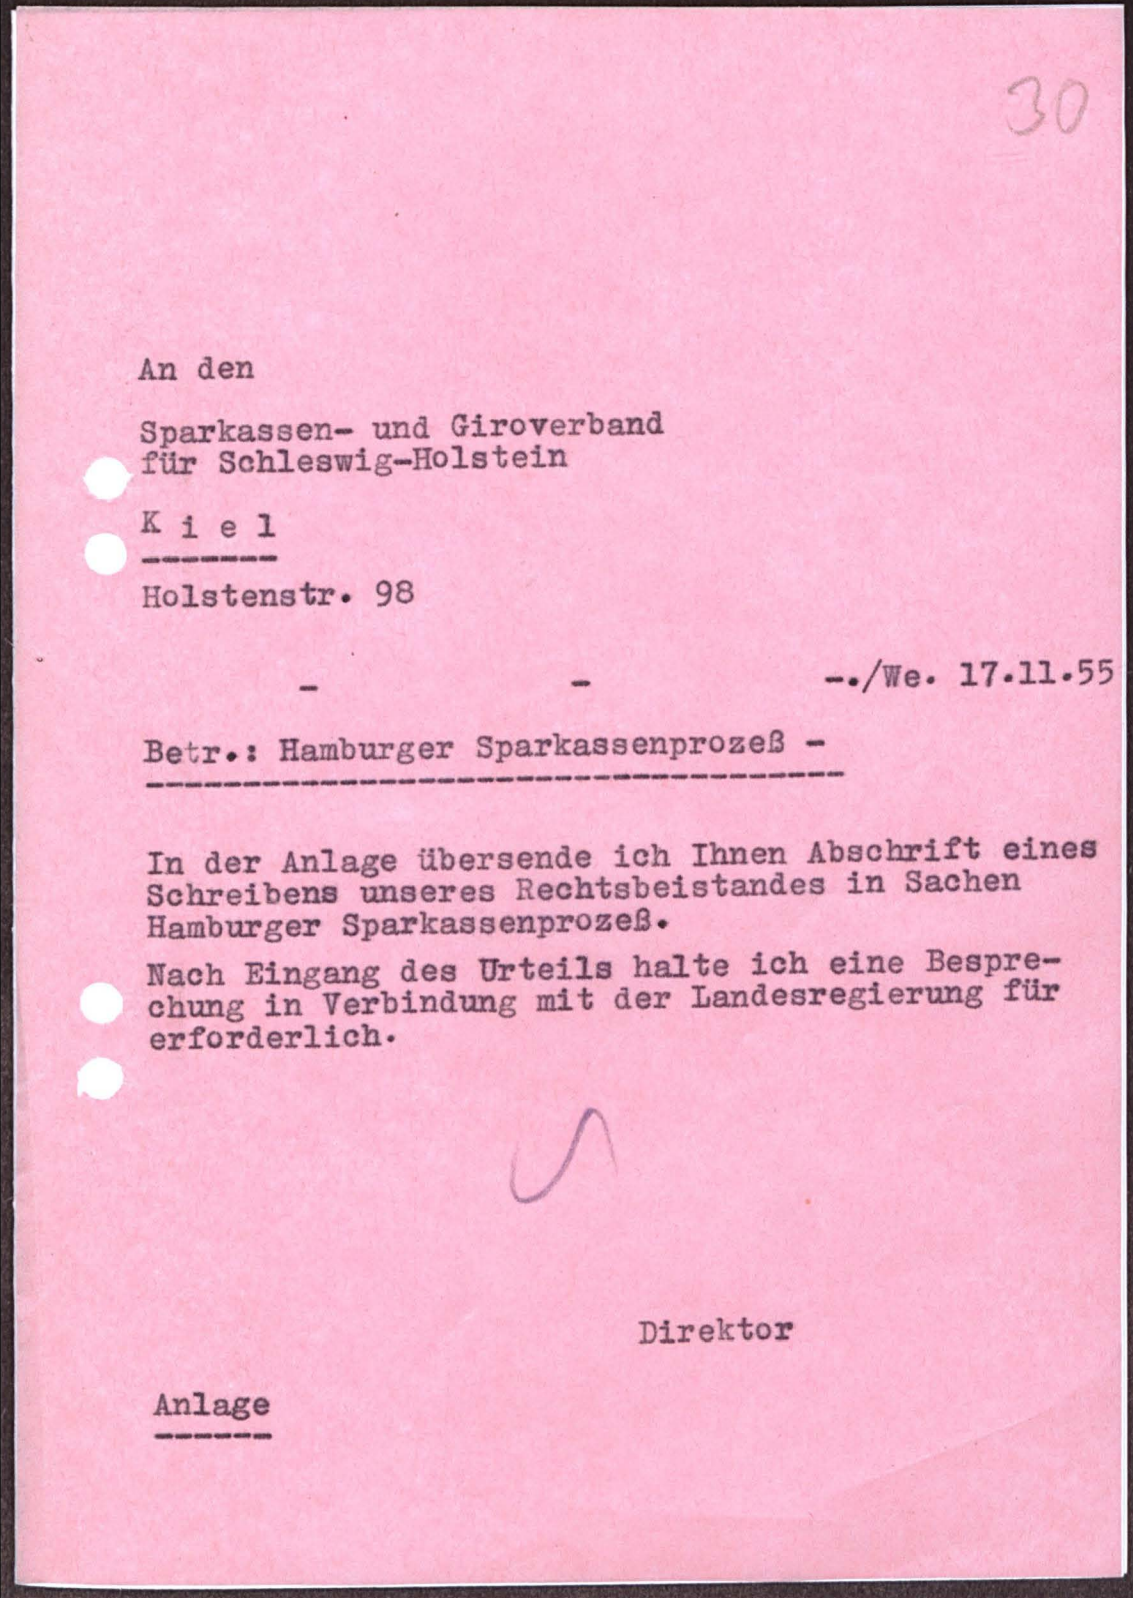 30
An den
Sparkassen- und Giroverband
für Schleswig-Holstein
K i e l
-------
Holstenstr. 98
- - -./We. 17.11.55
Betr.: Hamburger Sparkassenprozeß -
------------------------------------
In der Anlage übersende ich Ihnen Abschrift eines
Schreibens unseres Rechtsbeistandes in Sachen
Hamburger Sparkassenprozeß.
Nach Eingang des Urteils halte ich eine Bespre-
chung in Verbindung mit der Landesregierung für
erforderlich.
Direktor
Anlage
------